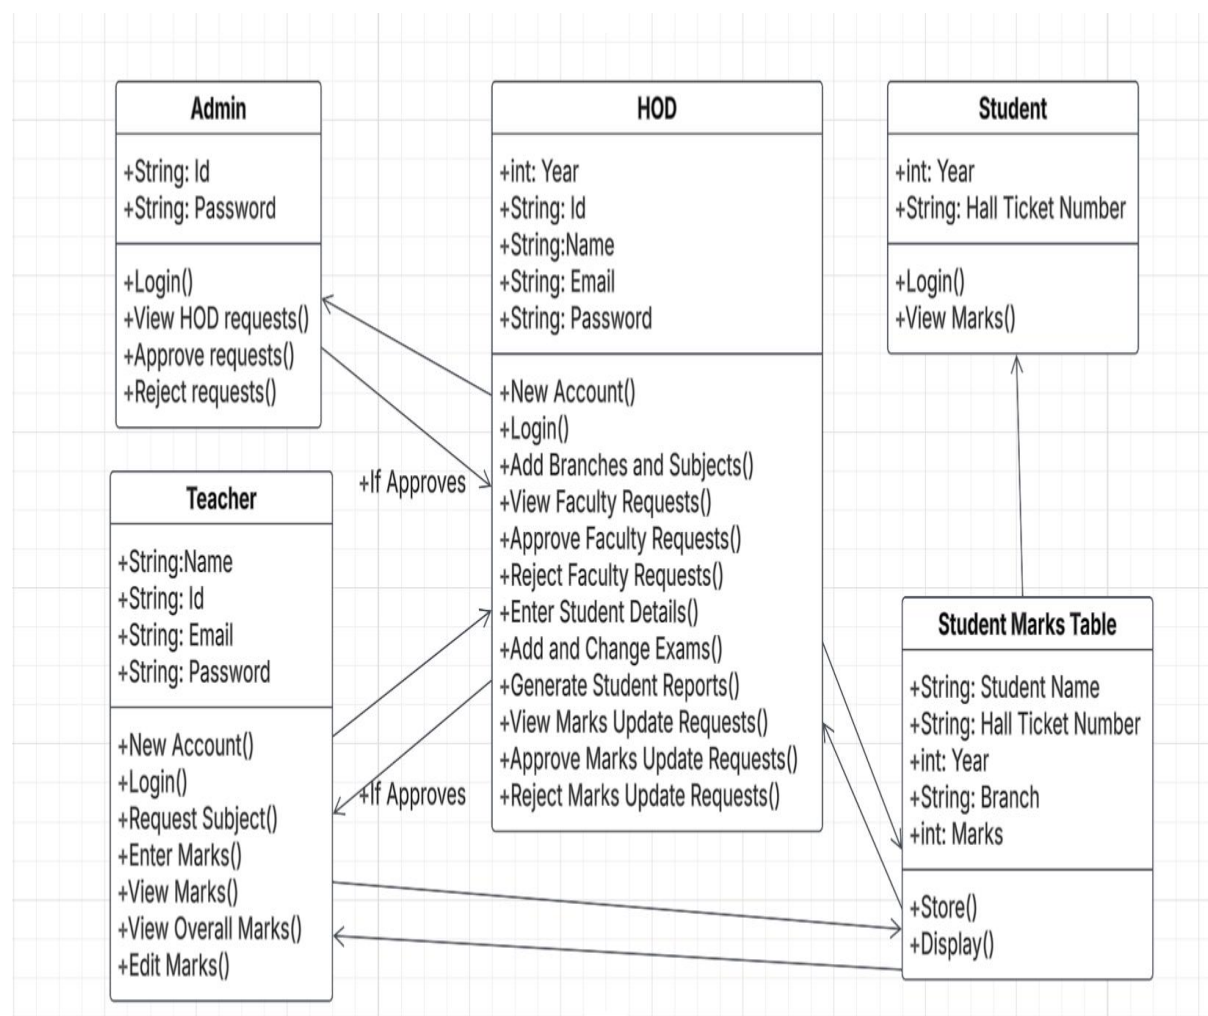 Admin
+String: Id
+String: Password
+Login()
+View HOD requests()
+Approve requests()
+Reject requests()
HOD
+int: Year
+String: Id
+String:Name
+String: Email
+String: Password
+New Account()
+Login()
+Add Branches and Subjects()
+View Faculty Requests()
+Approve Faculty Requests()
+Reject Faculty Requests()
+Enter Student Details()
+Add and Change Exams()
+Generate Student Reports()
+View Marks Update Requests()
+Approve Marks Update Requests()
+Reject Marks Update Requests()
Student
+int: Year
+String: Hall Ticket Number
+Login()
+View Marks()
+If Approves
Teacher
+String:Name
+String: Id
+String: Email
+String: Password
+New Account()
+Login()
+Request Subject()
+Enter Marks()
+View Marks()
+View Overall Marks()
+Edit Marks()
+If Approves
Student Marks Table
+String: Student Name
+String: Hall Ticket Number
+int: Year
+String: Branch
+int: Marks
+Store()
+Display()